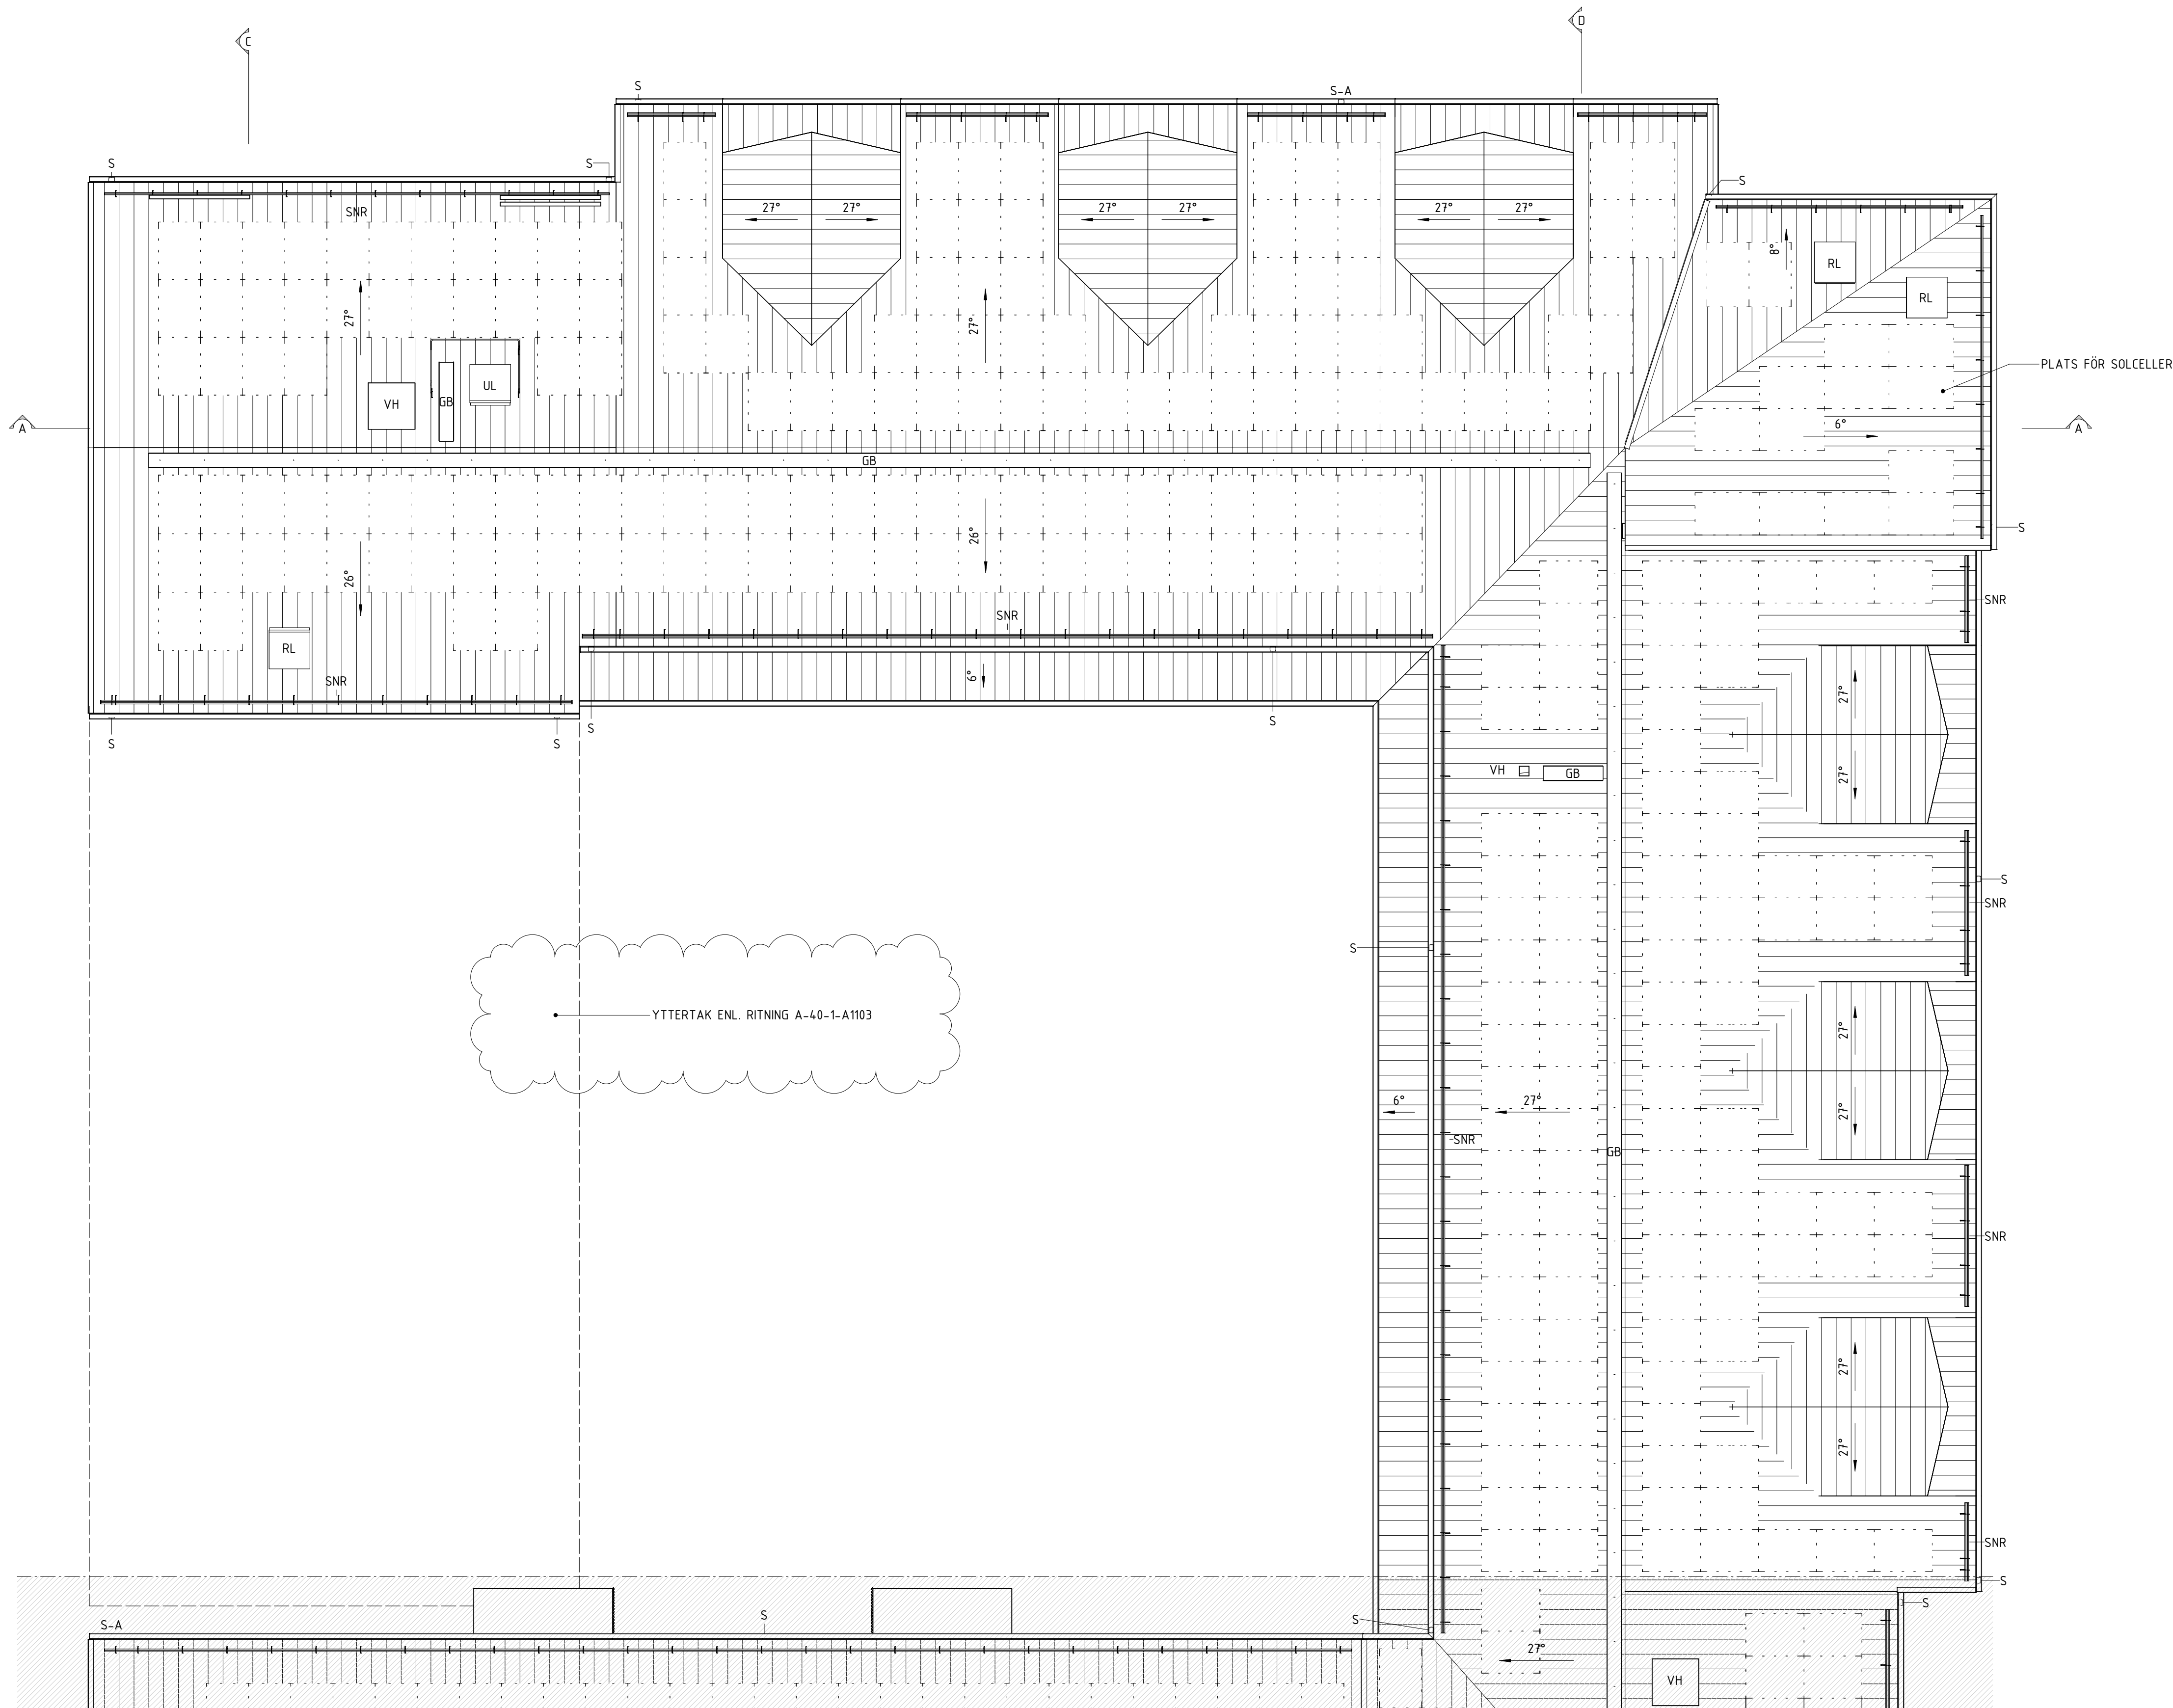 C
D
S
S-A
S
S
S
SNR
27°
27°
27°
27°
27°
27°
8°
RL
RL
27°
27°
PLATS FÖR SOLCELLER
UL
VH
GB
A
A
6°
GB
S
26°
26°
SNR
SNR
RL
SNR
6°
27°
S
S
S
S
27°
VH
GB
S
SNR
S
YTTERTAK ENL. RITNING A-40-1-A1103
27°
6°
27°
27°
SNR
GB
SNR
27°
27°
SNR
S
S-A
S
S
S
27°
VH